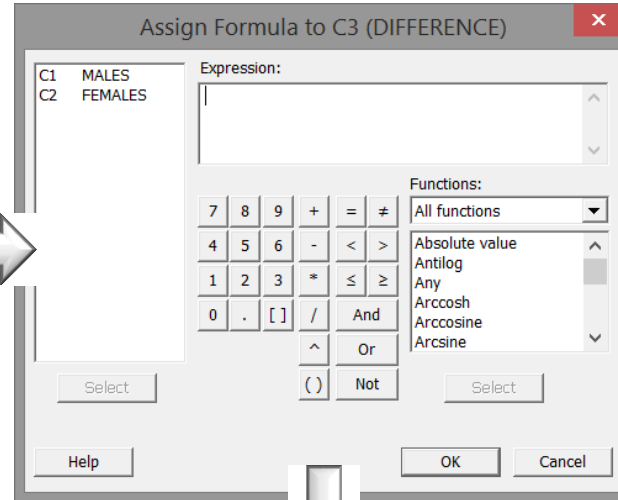 Assign Formula to C3 (DIFFERENCE)
x
C1 MALES
C2 FEMALES
Expression:
Functions:
All functions
7 8 9 + = ≠
4 5 6 - < >
1 2 3 * ≤ ≥
0 . [ ] / And
^ Or
( ) Not
Absolute value
Antilog
Any
Arccosh
Arccosine
Arcsine
Select
Select
Help
OK
Cancel